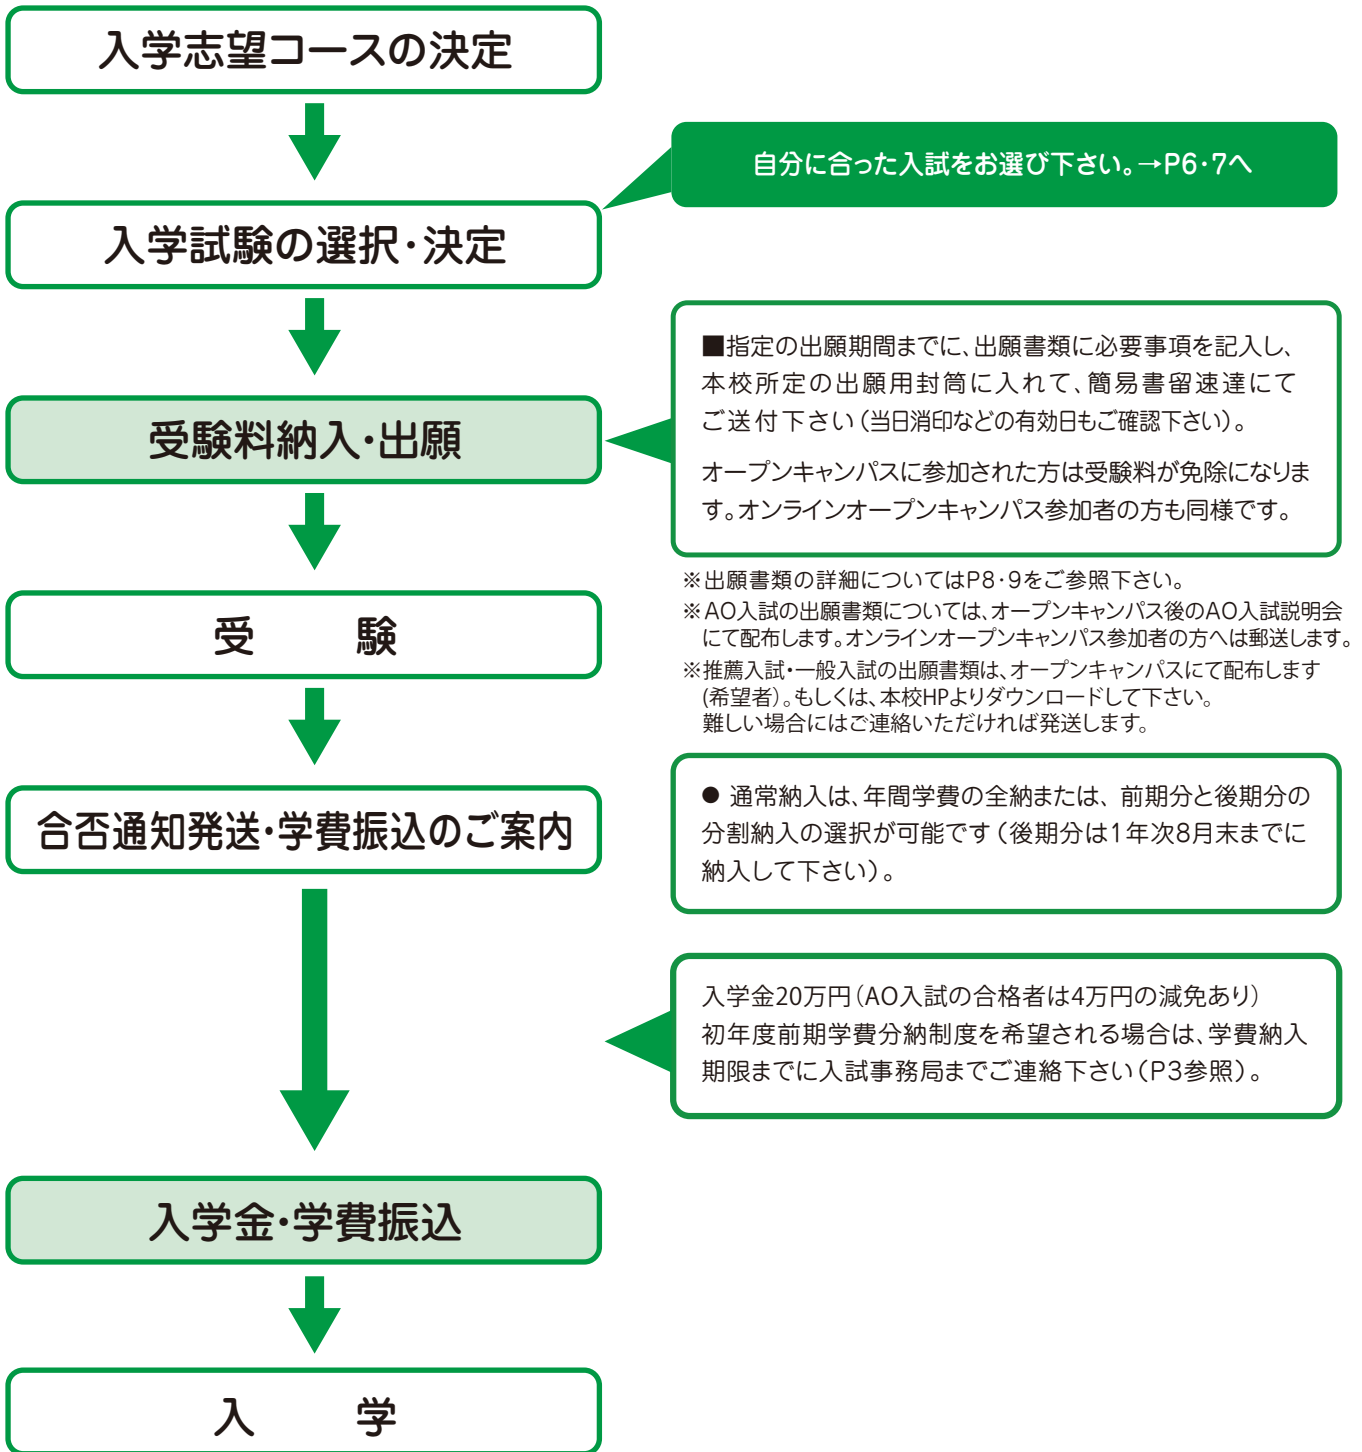 入学志望コースの決定
自分に合った入試をお選び下さい。→P6・7へ
入学試験の選択・決定
■指定の出願期間までに、出願書類に必要事項を記入し、
本校所定の出願用封筒に入れて、簡易書留速達にて
ご送付下さい（当日消印などの有効日もご確認下さい）。
オープンキャンパスに参加された方は受験料が免除になりま
す。オンラインオープンキャンパス参加者の方も同様です。
受験料納入・出願
※出願書類の詳細についてはP8・9をご参照下さい。
※AO入試の出願書類については、オープンキャンパス後のAO入試説明会
にて配布します。オンラインオープンキャンパス参加者の方へは郵送します。
※推薦入試・一般入試の出願書類は、オープンキャンパスにて配布します
(希望者）。もしくは、本校HPよりダウンロードして下さい。
難しい場合にはご連絡いただければ発送します。
受　験
合否通知発送・学費振込のご案内
● 通常納入は、年間学費の全納または、前期分と後期分の
分割納入の選択が可能です（後期分は1年次8月末までに
納入して下さい）。
入学金20万円（AO入試の合格者は4万円の減免あり）
初年度前期学費分納制度を希望される場合は、学費納入
期限までに入試事務局までご連絡下さい（P3参照）。
入学金・学費振込
入　学